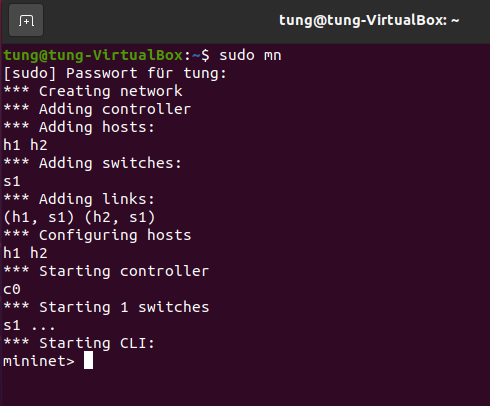 tung@tung-VirtualBox: ~
tung@tung-VirtualBox:~$ sudo mn
[sudo] Passwort für tung:
*** Creating network
*** Adding controller
*** Adding hosts:
h1 h2
*** Adding switches:
s1
*** Adding links:
(h1, s1) (h2, s1)
*** Configuring hosts
h1 h2
*** Starting controller
c0
*** Starting 1 switches
s1 ...
*** Starting CLI:
mininet>